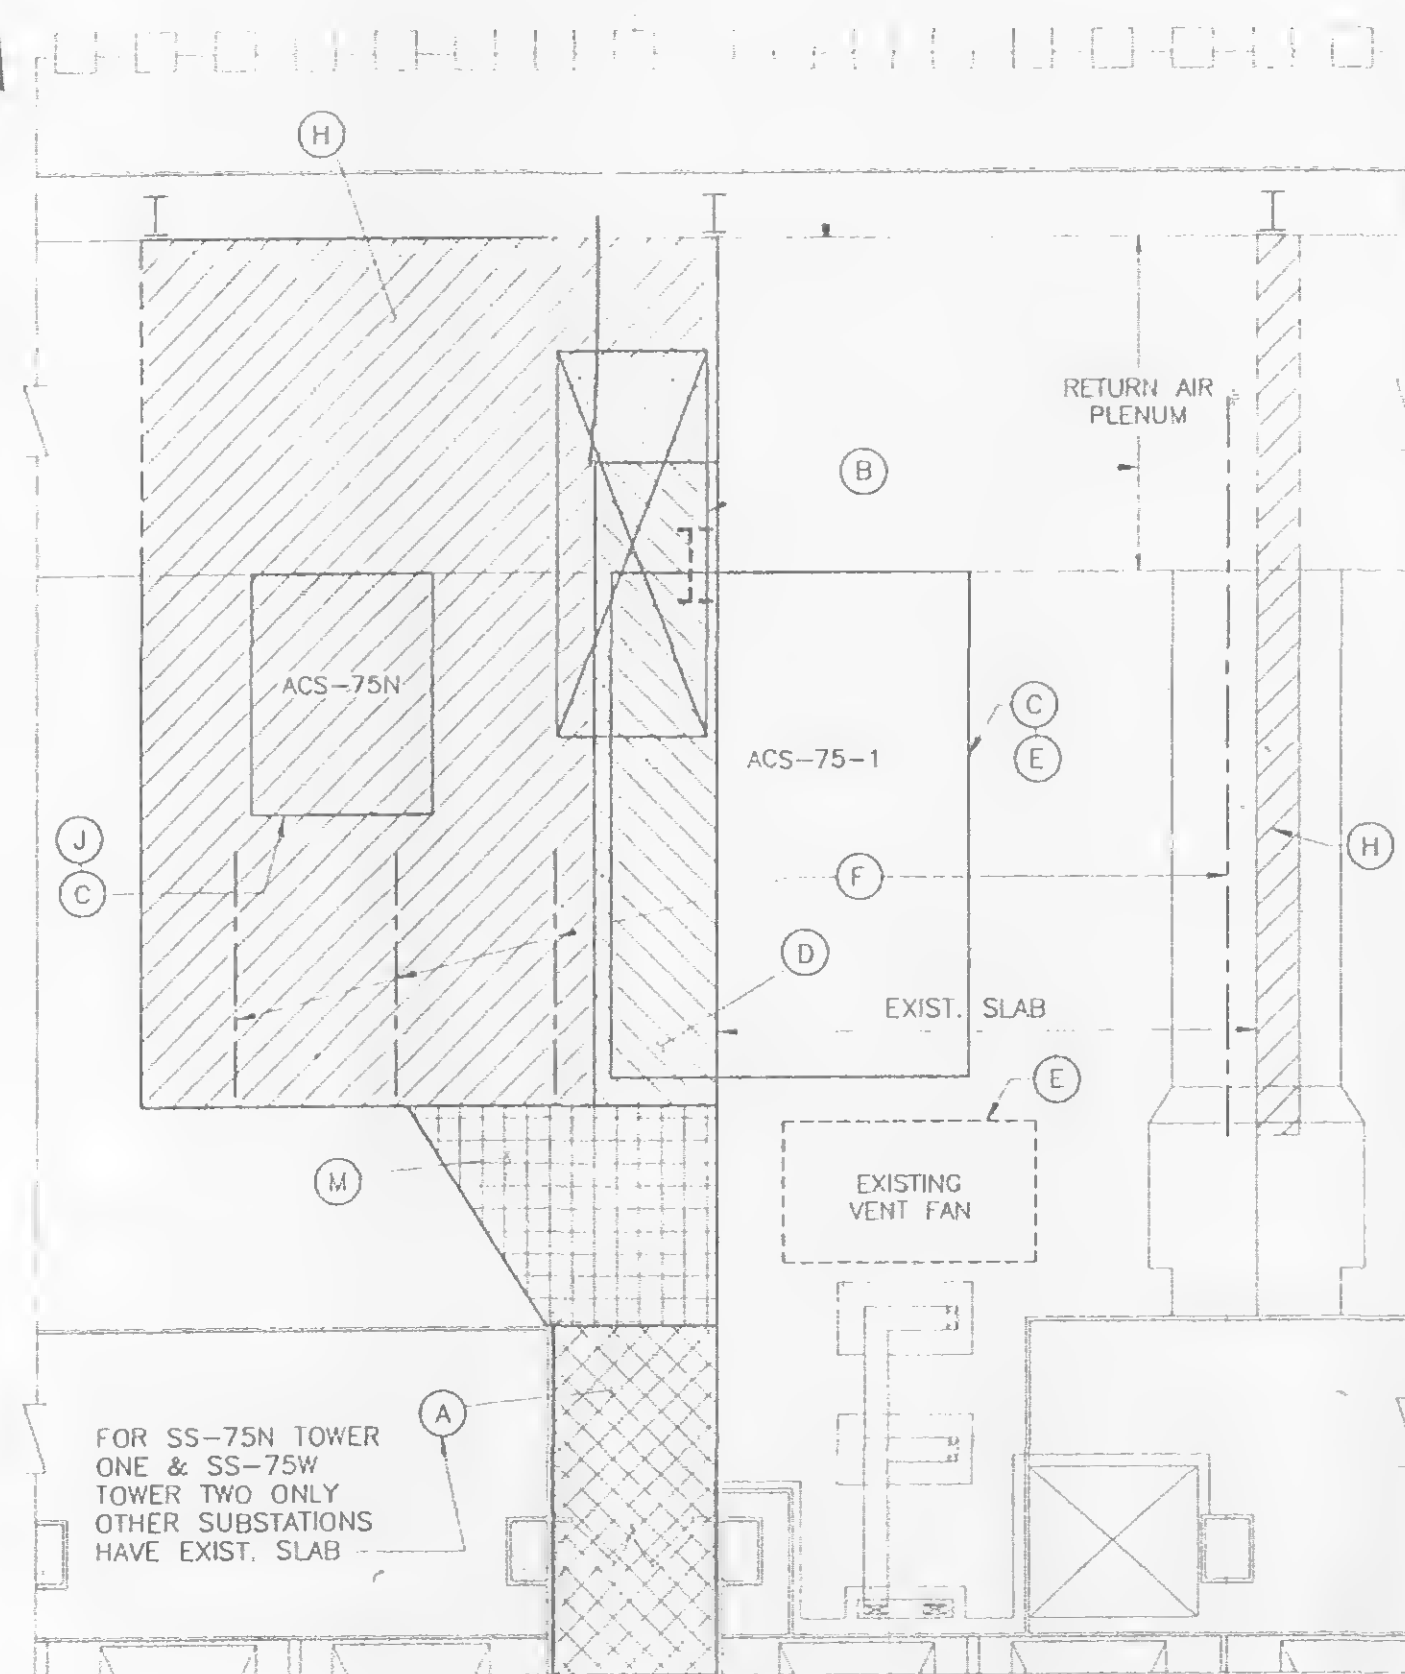 H
RETURN AIR
PLENUM
B
ACS-75N
C
ACS-75-1
E
J
H
F
C
D
EXIST. SLAB
E
M
EXISTING
VENT FAN
A
FOR SS-75N TOWER
ONE & SS-75W
TOWER TWO ONLY
OTHER SUBSTATIONS
HAVE EXIST. SLAB